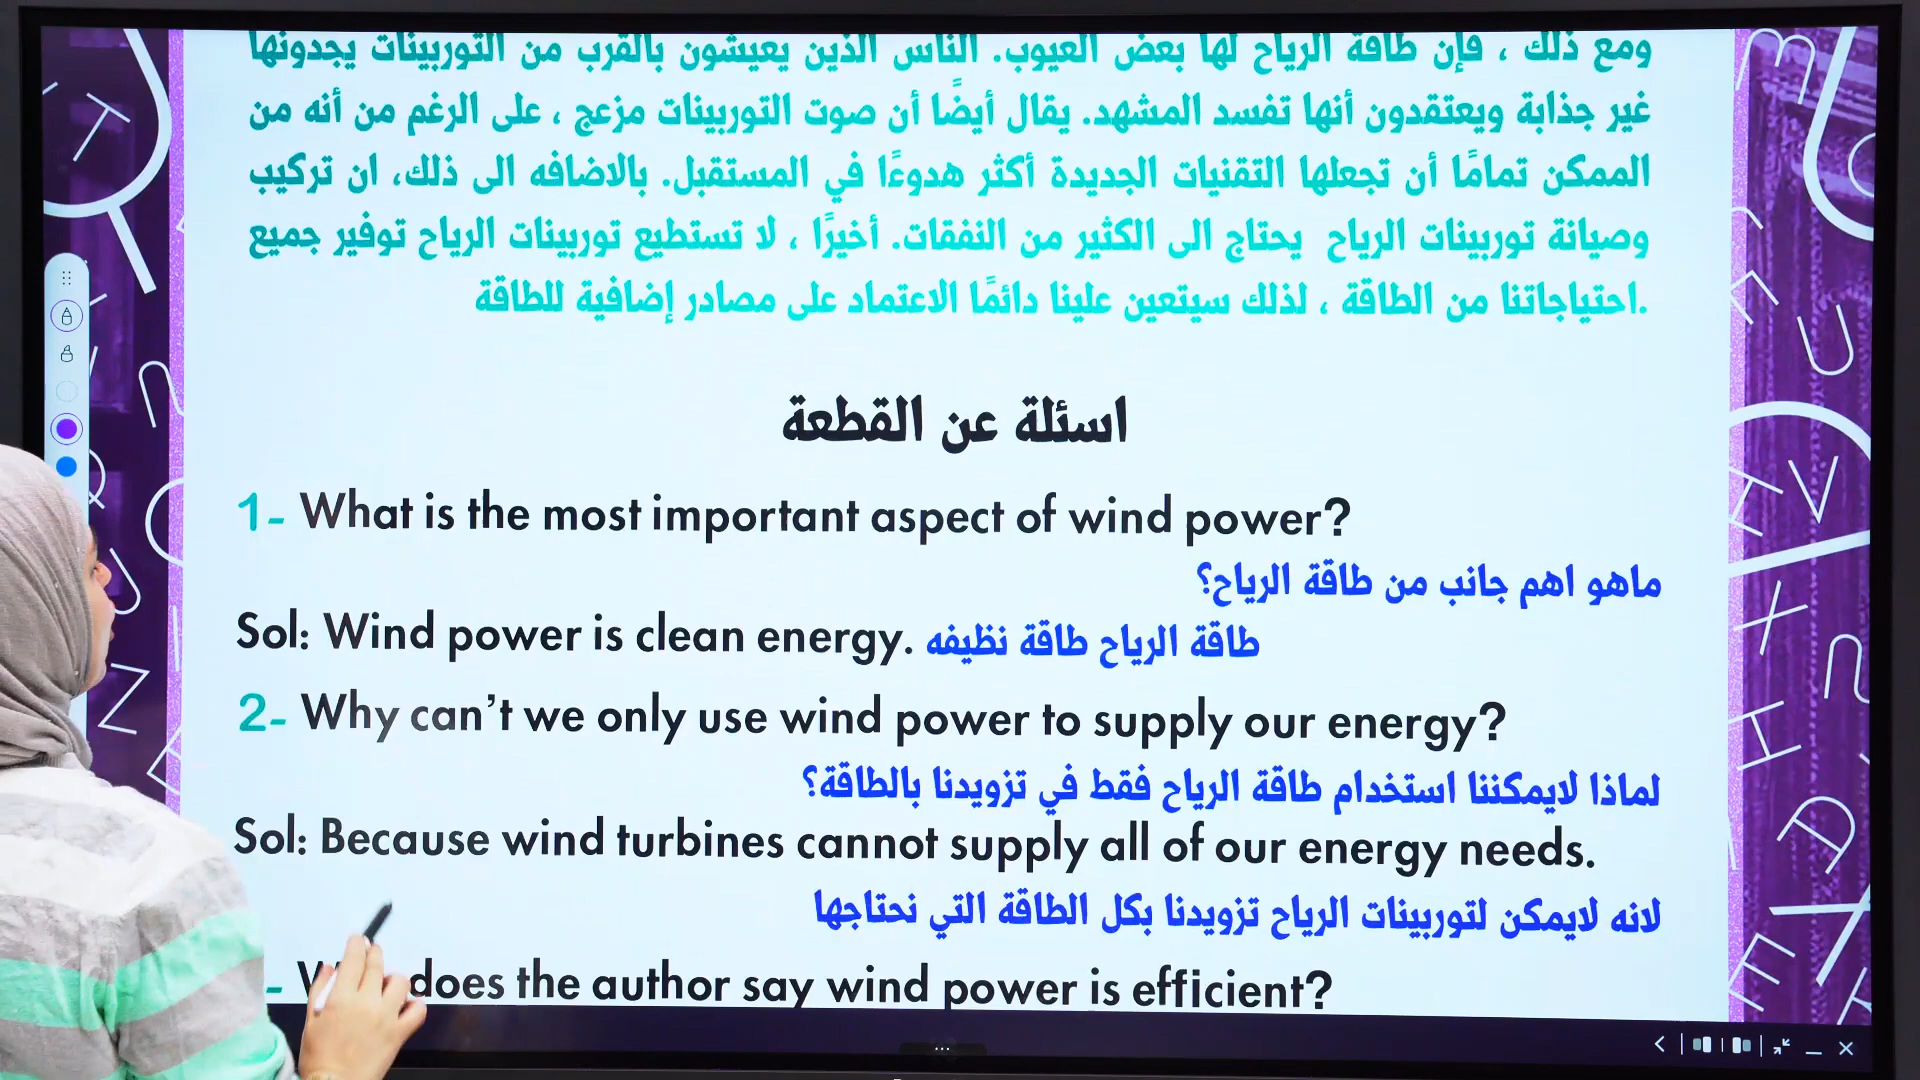 ومع ذلك ، فإن طاقة الرياح لها بعض العيوب. الناس الذين يعيشون بالقرب من التوربينات يجدونها
غير جذابة ويعتقدون أنها تفسد المشهد. يقال أيضًا أن صوت التوربينات مزعج ، على الرغم من أنه من
الممكن تمامًا أن تجعلها التقنيات الجديدة أكثر هدوءًا في المستقبل. بالاضافه الى ذلك، ان تركيب
وصيانة توربينات الرياح يحتاج الى الكثير من النفقات. أخيرًا ، لا تستطيع توربينات الرياح توفير جميع
.احتياجاتنا من الطاقة ، لذلك سيتعين علينا دائمًا الاعتماد على مصادر إضافية للطاقة
اسئلة عن القطعة
1- What is the most important aspect of wind power?
ماهو اهم جانب من طاقة الرياح؟
Sol: Wind power is clean energy. طاقة الرياح طاقة نظيفه
2- Why can't we only use wind power to supply our energy?
لماذا لايمكننا استخدام طاقة الرياح فقط في تزويدنا بالطاقة؟
Sol: Because wind turbines cannot supply all of our energy needs.
لانه لايمكن لتوربينات الرياح تزويدنا بكل الطاقة التي نحتاجها
does the author say wind power is efficient?